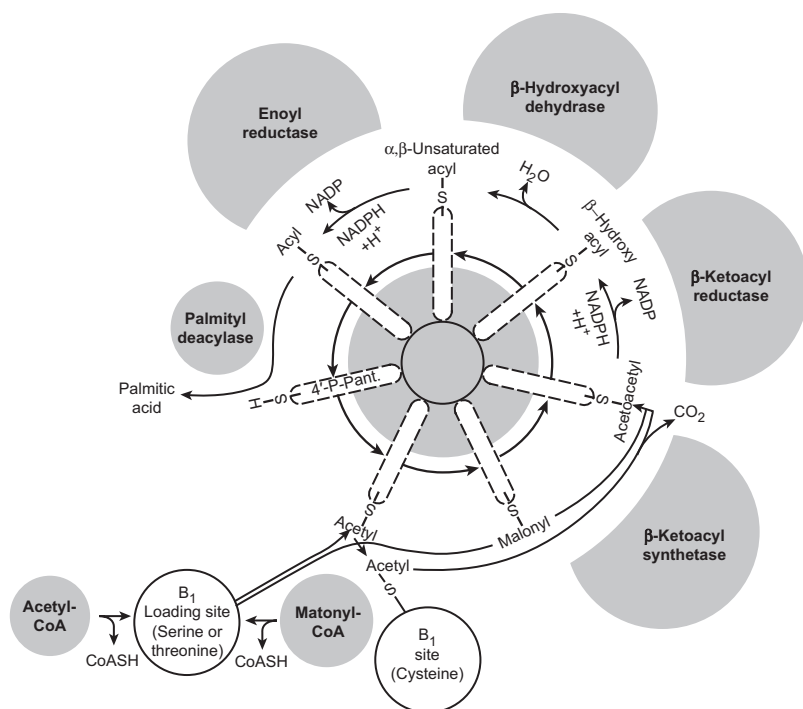 Enoyl
reductase
β-Hydroxyacyl
dehydrase
α,β-Unsaturated
acyl
S
H2O
NADP
NADPH
+H+
Acyl
S
β–Hydroxy
acyl
S
β-Ketoacyl
reductase
NADPH
+H+
NADP
Palmityl
deacylase
Palmitic
acid
H
S
4'-P-Pant.
S
Acetoacetyl
CO2
β-Ketoacyl
synthetase
S
Acetyl
S
Malonyl
Acetyl
S
Acetyl-
CoA
CoASH
B1
Loading site
(Serine or
threonine)
CoASH
Matonyl-
CoA
B1
site
(Cysteine)